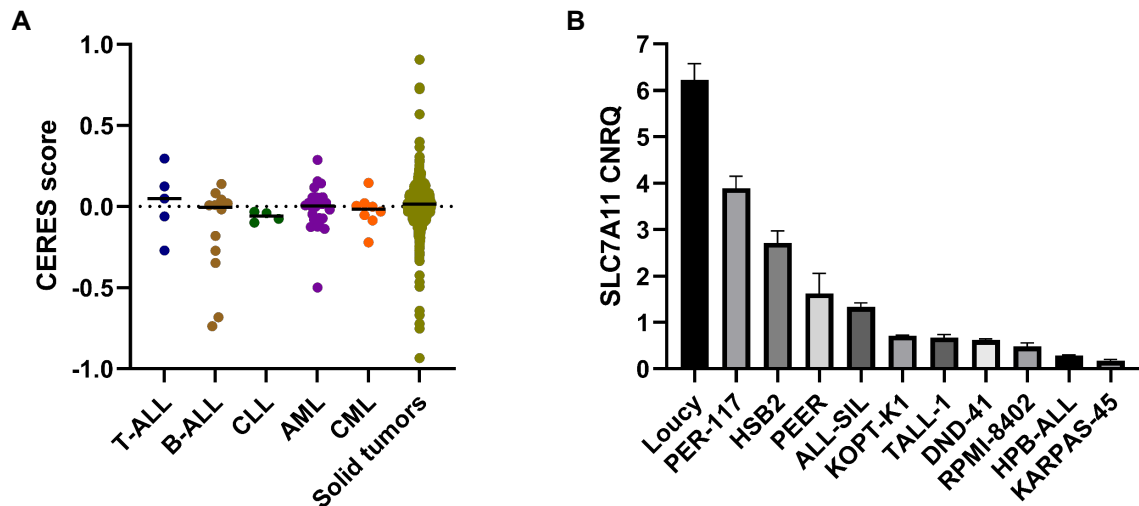 A
CERES score
1.0
0.5
0.0
-0.5
-1.0
T-ALL
B-ALL
CLL
AML
CML
Solid tumors
B
SLC7A11 CNRQ
7
6
5
4
3
2
1
0
Loucy
PER-117
HSB2
PEER
ALL-SIL
KOPT-K1
TALL-1
DND-41
RPMI-8402
HPB-ALL
KARPAS-45